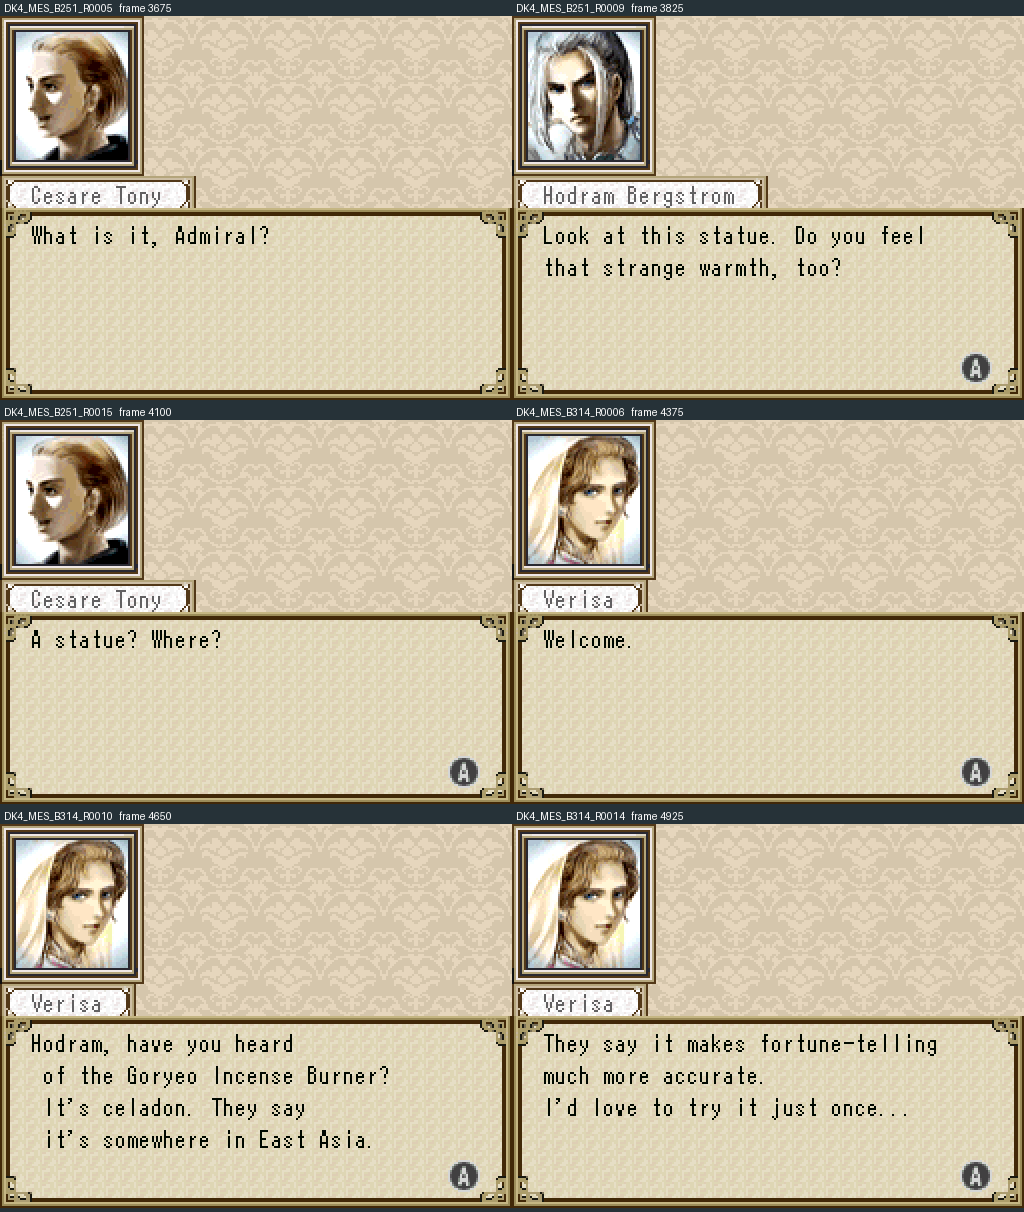 DK4_MES_B251_R0005 frame 3675
Cesare Tony
What is it, Admiral?
DK4_MES_B251_R0009 frame 3825
Hodram Bergstrom
Look at this statue. Do you feel
that strange warmth, too?
A
DK4_MES_B251_R0015 frame 4100
Cesare Tony
A statue? Where?
A
DK4_MES_B314_R0006 frame 4375
Verisa
Welcome.
A
DK4_MES_B314_R0010 frame 4650
Verisa
Hodram, have you heard
of the Goryeo Incense Burner?
It's celadon. They say
it's somewhere in East Asia.
A
DK4_MES_B314_R0014 frame 4925
Verisa
They say it makes fortune-telling
much more accurate.
I'd love to try it just once...
A